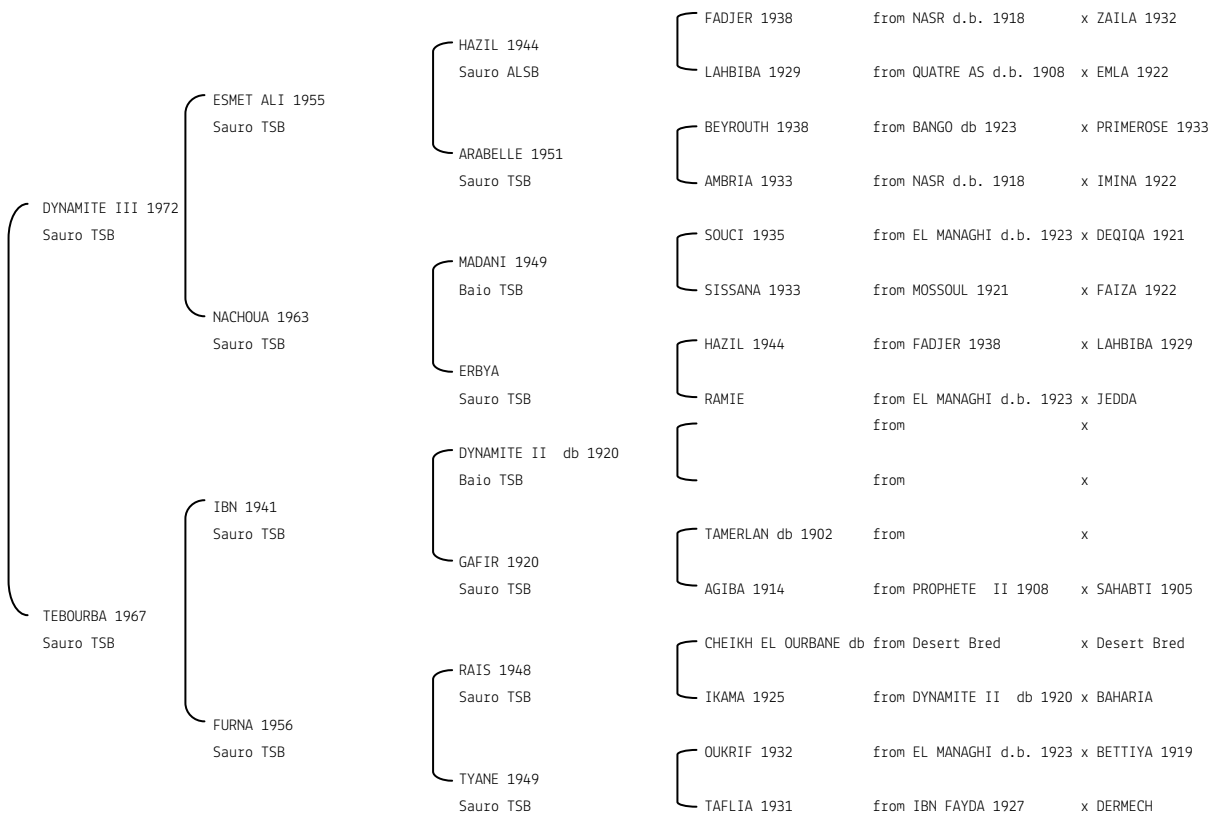 FADJER 1938 from NASR d.b. 1918 x ZAILA 1932
HAZIL 1944
Sauro ALSB LAHBIBA 1929 from QUATRE AS d.b. 1908 x EMLA 1922
ESMET ALI 1955
Sauro TSB BEYROUTH 1938 from BANGO db 1923 x PRIMEROSE 1933
ARABELLE 1951
Sauro TSB AMBRIA 1933 from NASR d.b. 1918 x IMINA 1922
DYNAMITE III 1972
Sauro TSB SOUCI 1935 from EL MANAGHI d.b. 1923 x DEQIQA 1921
MADANI 1949
Baio TSB SISSANA 1933 from MOSSOUL 1921 x FAIZA 1922
NACHOUA 1963
Sauro TSB HAZIL 1944 from FADJER 1938 x LAHBIBA 1929
ERBYA
Sauro TSB RAMIE from EL MANAGHI d.b. 1923 x JEDDA
from x
DYNAMITE II db 1920
Baio TSB from x
IBN 1941
Sauro TSB TAMERLAN db 1902 from x
GAFIR 1920
Sauro TSB AGIBA 1914 from PROPHETE II 1908 x SAHABTI 1905
TEBOURBA 1967
Sauro TSB CHEIKH EL OURBANE db from Desert Bred x Desert Bred
RAIS 1948
Sauro TSB IKAMA 1925 from DYNAMITE II db 1920 x BAHARIA
FURNA 1956
Sauro TSB OUKRIF 1932 from EL MANAGHI d.b. 1923 x BETTIYA 1919
TYANE 1949
Sauro TSB TAFLIA 1931 from IBN FAYDA 1927 x DERMECH